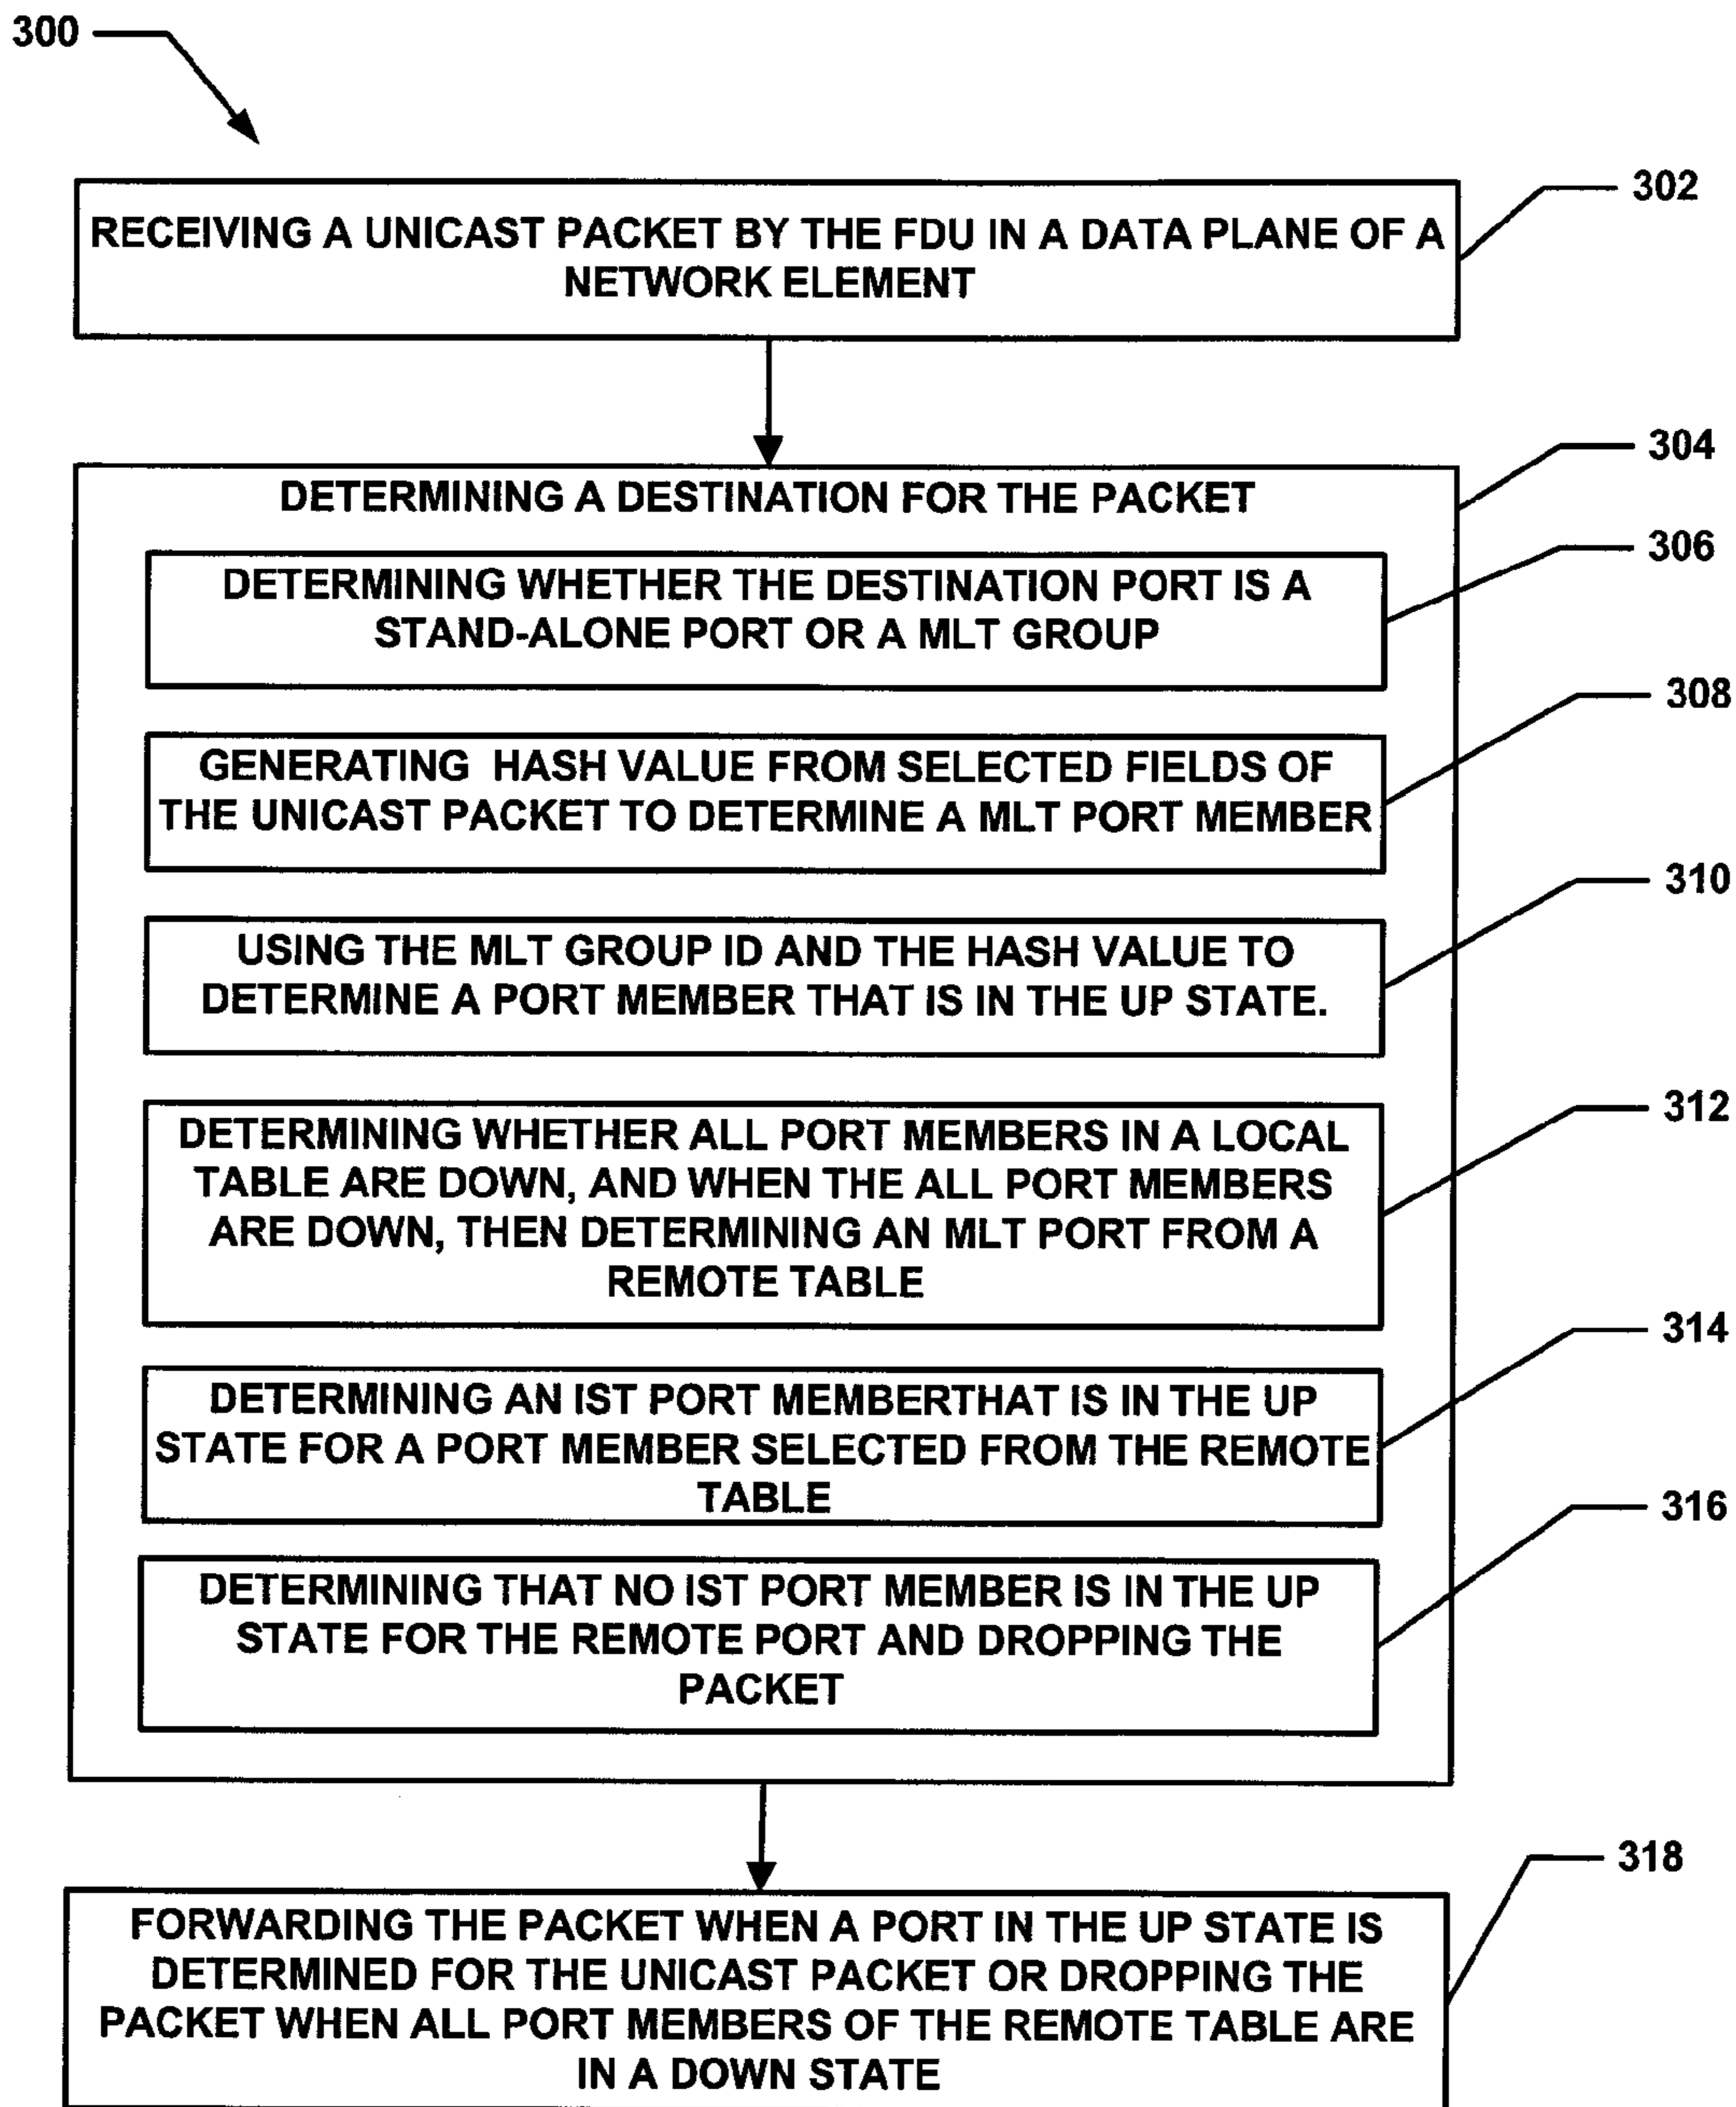 300
302
RECEIVING A UNICAST PACKET BY THE FDU IN A DATA PLANE OF A
NETWORK ELEMENT
304
DETERMINING A DESTINATION FOR THE PACKET
306
DETERMINING WHETHER THE DESTINATION PORT IS A
STAND-ALONE PORT OR A MLT GROUP
308
GENERATING HASH VALUE FROM SELECTED FIELDS OF
THE UNICAST PACKET TO DETERMINE A MLT PORT MEMBER
310
USING THE MLT GROUP ID AND THE HASH VALUE TO
DETERMINE A PORT MEMBER THAT IS IN THE UP STATE.
312
DETERMINING WHETHER ALL PORT MEMBERS IN A LOCAL
TABLE ARE DOWN, AND WHEN THE ALL PORT MEMBERS
ARE DOWN, THEN DETERMINING AN MLT PORT FROM A
REMOTE TABLE
314
DETERMINING AN IST PORT MEMBERTHAT IS IN THE UP
STATE FOR A PORT MEMBER SELECTED FROM THE REMOTE
TABLE
316
DETERMINING THAT NO IST PORT MEMBER IS IN THE UP
STATE FOR THE REMOTE PORT AND DROPPING THE
PACKET
318
FORWARDING THE PACKET WHEN A PORT IN THE UP STATE IS
DETERMINED FOR THE UNICAST PACKET OR DROPPING THE
PACKET WHEN ALL PORT MEMBERS OF THE REMOTE TABLE ARE
IN A DOWN STATE